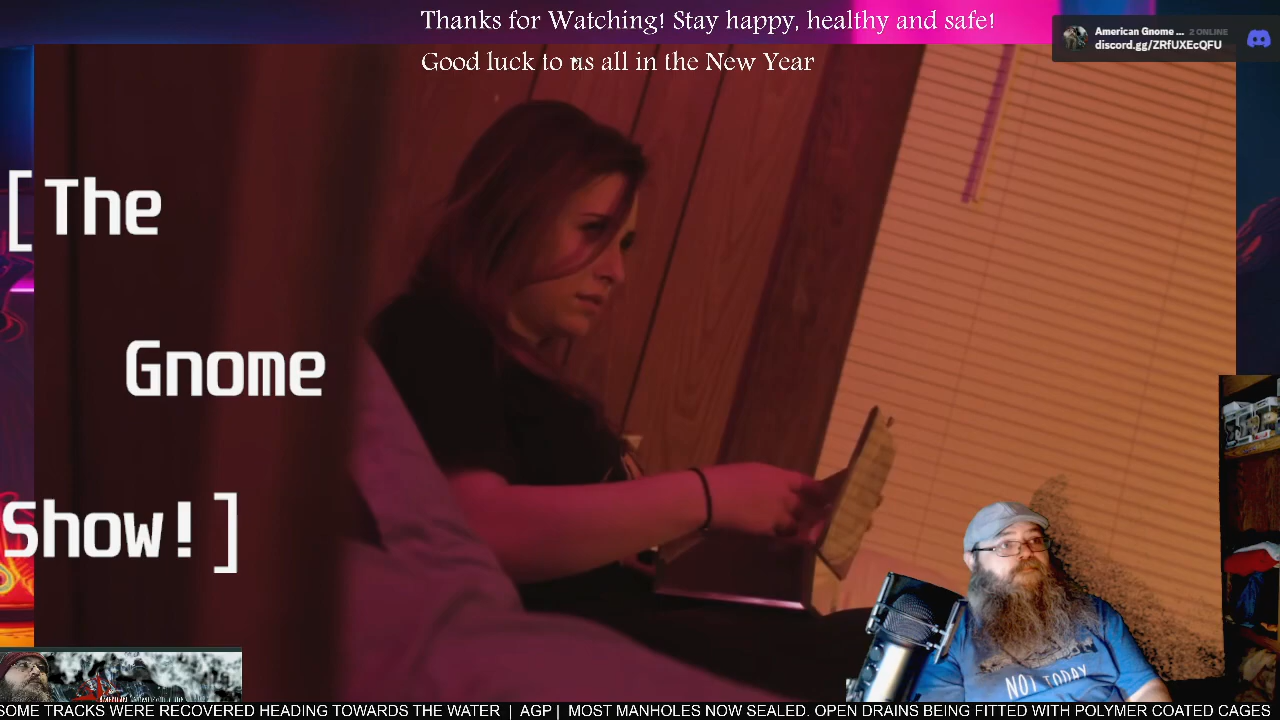 Thanks for Watching! Stay happy, healthy and safe!
Good luck to us all in the New Year
American Gnome ... 2 ONLINE
discord.gg/ZRfUXEcQFU
[The
Gnome
Show!]
NOT TODAY
SOME TRACKS WERE RECOVERED HEADING TOWARDS THE WATER | AGP | MOST MANHOLES NOW SEALED. OPEN DRAINS BEING FITTED WITH POLYMER COATED CAGES